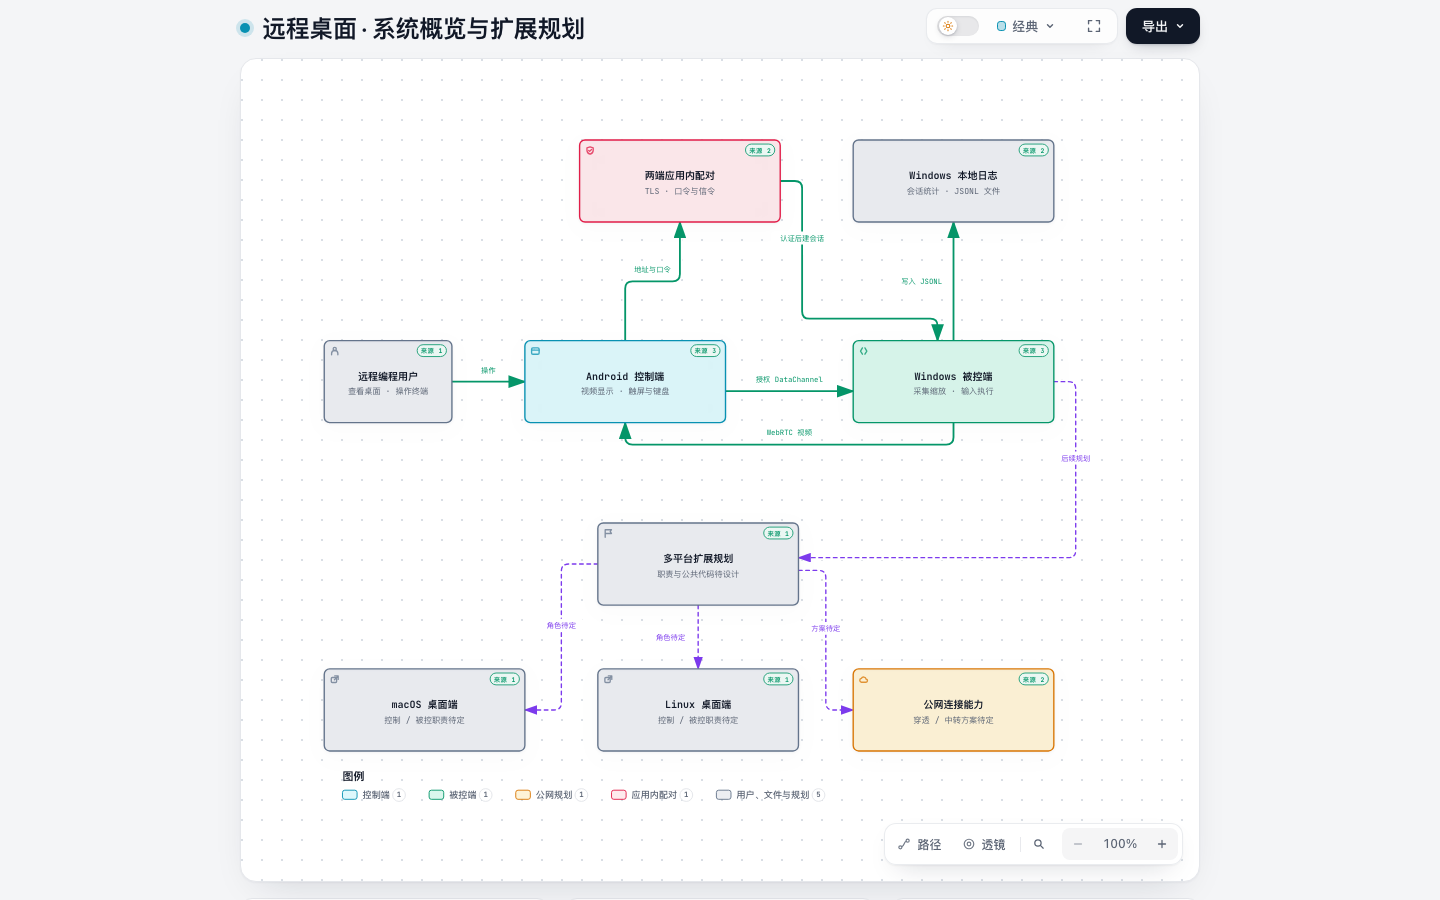 远程桌面 · 系统概览与扩展规划
经典
导出
来源 2
两端应用内配对
TLS · 口令与信令
来源 2
Windows 本地日志
会话统计 · JSONL 文件
认证后建会话
地址与口令
写入 JSONL
来源 1
远程编程用户
查看桌面 · 操作终端
操作
来源 3
Android 控制端
视频显示 · 触屏与键盘
授权 DataChannel
来源 3
Windows 被控端
采集缩放 · 输入执行
WebRTC 视频
后续规划
来源 1
多平台扩展规划
职责与公共代码待设计
角色待定
角色待定
方案待定
来源 1
macOS 桌面端
控制 / 被控职责待定
来源 1
Linux 桌面端
控制 / 被控职责待定
来源 2
公网连接能力
穿透 / 中转方案待定
图例
控制端 1
被控端 1
公网规划 1
应用内配对 1
用户、文件与规划 5
路径
透镜
− 100% +